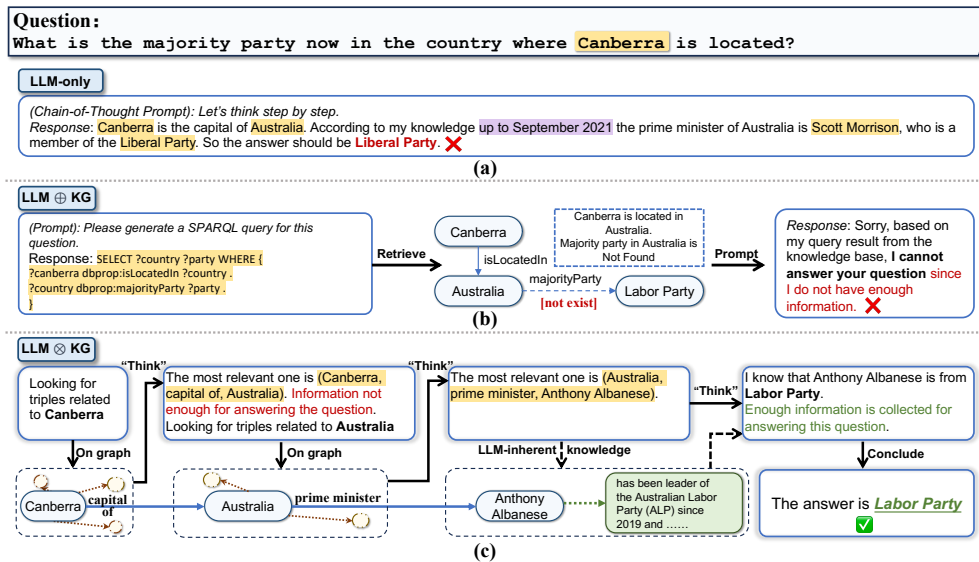 Question:
What is the majority party now in the country where Canberra is located?
LLM-only
(Chain-of-Thought Prompt): Let's think step by step.
Response: Canberra is the capital of Australia. According to my knowledge up to September 2021 the prime minister of Australia is Scott Morrison, who is a
member of the Liberal Party. So the answer should be Liberal Party.
(a)
LLM ⊕ KG
(Prompt): Please generate a SPARQL query for this
question.
Response: SELECT ?country ?party WHERE {
?canberra dbprop:isLocatedIn ?country .
?country dbprop:majorityParty ?party .
}
Retrieve
Canberra
isLocatedIn
Australia
majorityParty
[not exist]
Labor Party
Canberra is located in
Australia.
Majority party in Australia is
Not Found
Prompt
Response: Sorry, based on
my query result from the
knowledge base, I cannot
answer your question since
I do not have enough
information.
(b)
LLM ⊗ KG
Looking for
triples related
to Canberra
"Think"
The most relevant one is (Canberra,
capital of, Australia). Information not
enough for answering the question.
Looking for triples related to Australia
"Think"
The most relevant one is (Australia,
prime minister, Anthony Albanese).
"Think"
I know that Anthony Albanese is from
Labor Party.
Enough information is collected for
answering this question.
On graph
On graph
LLM-inherent knowledge
Conclude
Canberra
capital
of
Australia
prime minister
Anthony
Albanese
has been leader of
the Australian Labor
Party (ALP) since
2019 and ......
The answer is Labor Party
(c)